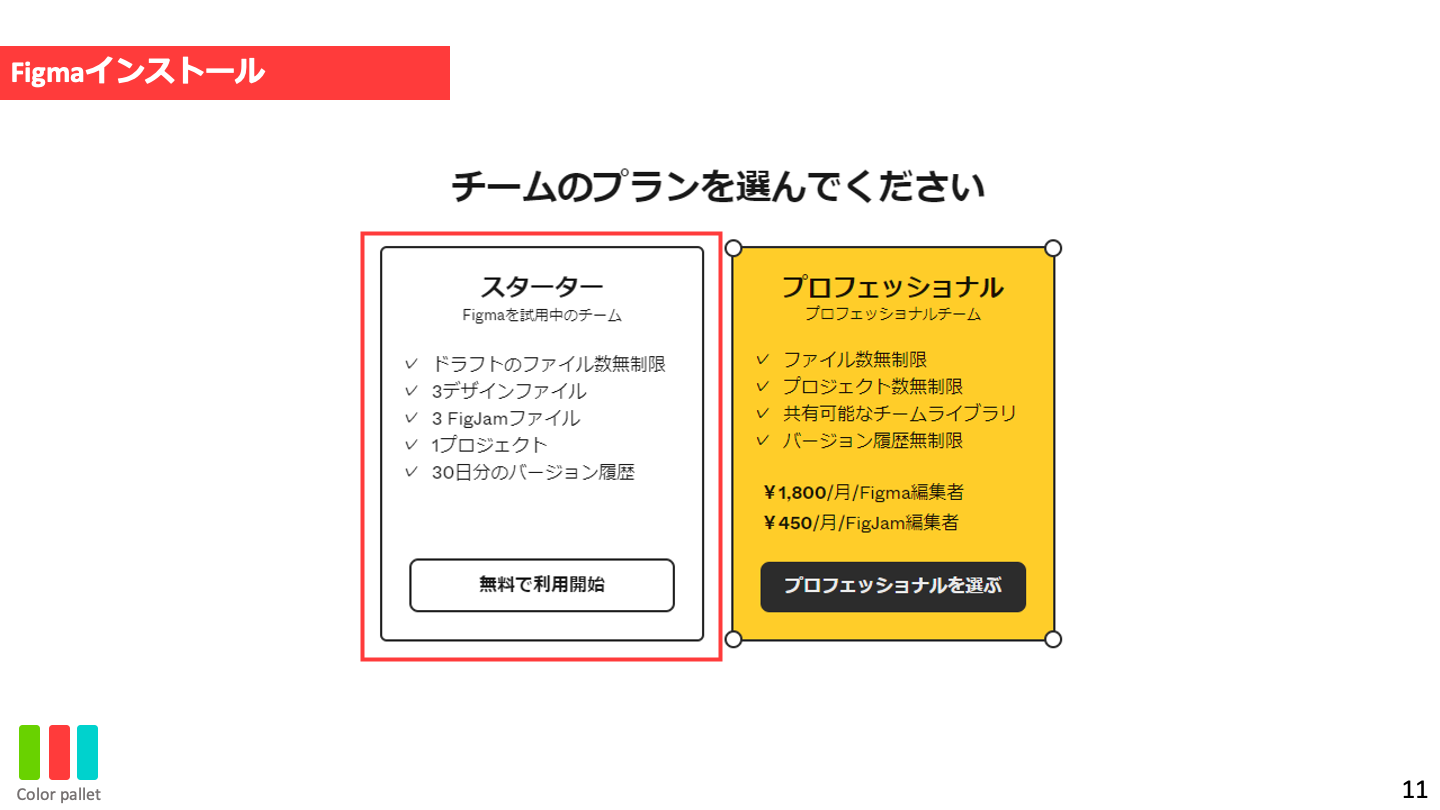 Figmaインストール
チームのプランを選んでください
スターター
Figmaを試用中のチーム
ドラフトのファイル数無制限
3デザインファイル
3 FigJamファイル
1プロジェクト
30日分のバージョン履歴
無料で利用開始
プロフェッショナル
プロフェッショナルチーム
ファイル数無制限
プロジェクト数無制限
共有可能なチームライブラリ
バージョン履歴無制限
¥1,800/月/Figma編集者
¥450/月/FigJam編集者
プロフェッショナルを選ぶ
Color pallet
11